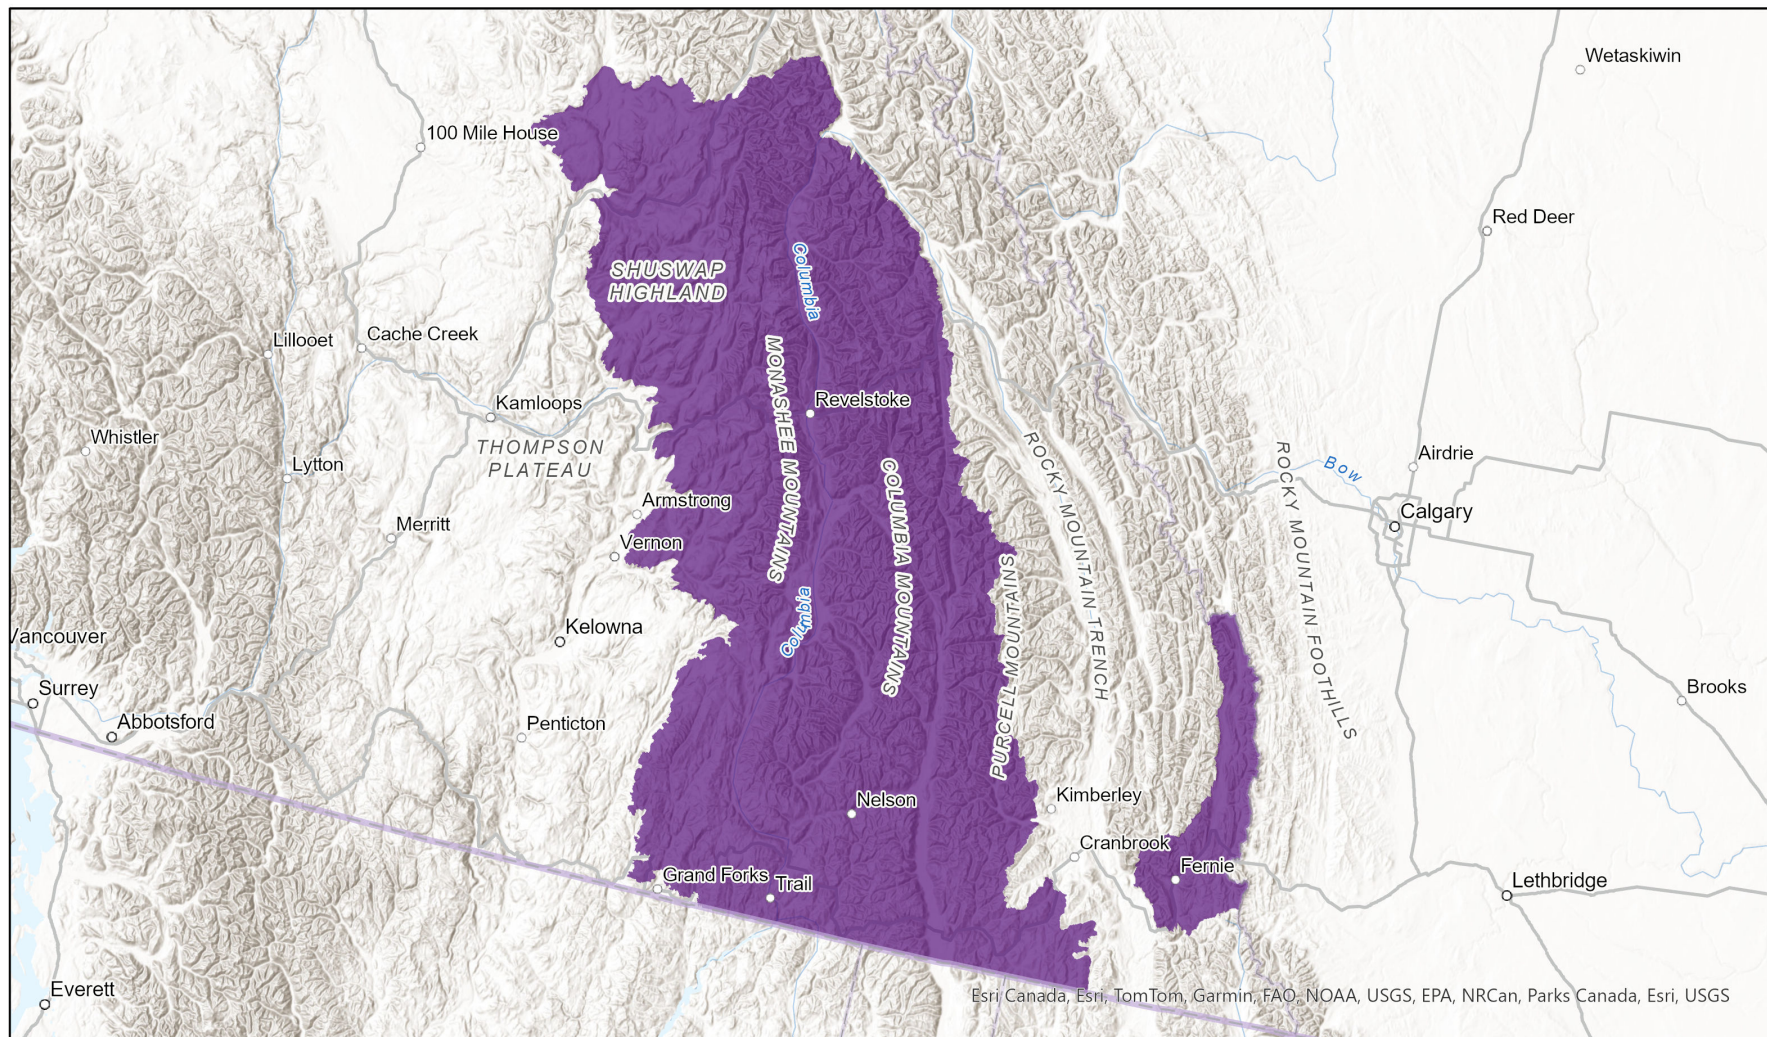 Wetaskiwin
100 Mile House
Red Deer
SHUSWAP
HIGHLAND
Columbia
Lillooet
Cache Creek
MONASHEE MOUNTAINS
Kamloops
Revelstoke
THOMPSON
PLATEAU
Whistler
Lytton
COLUMBIA MOUNTAINS
ROCKY MOUNTAIN TRENCH
ROCKY MOUNTAIN FOOTHILLS
Bow
Airdrie
Armstrong
Calgary
Merritt
Vernon
PURCELL MOUNTAINS
Columbia
Kelowna
Vancouver
Surrey
Brooks
Abbotsford
Penticton
Nelson
Kimberley
Cranbrook
Grand Forks
Trail
Fernie
Lethbridge
Everett
Esri Canada, Esri, TomTom, Garmin, FAO, NOAA, USGS, EPA, NRCan, Parks Canada, Esri, USGS